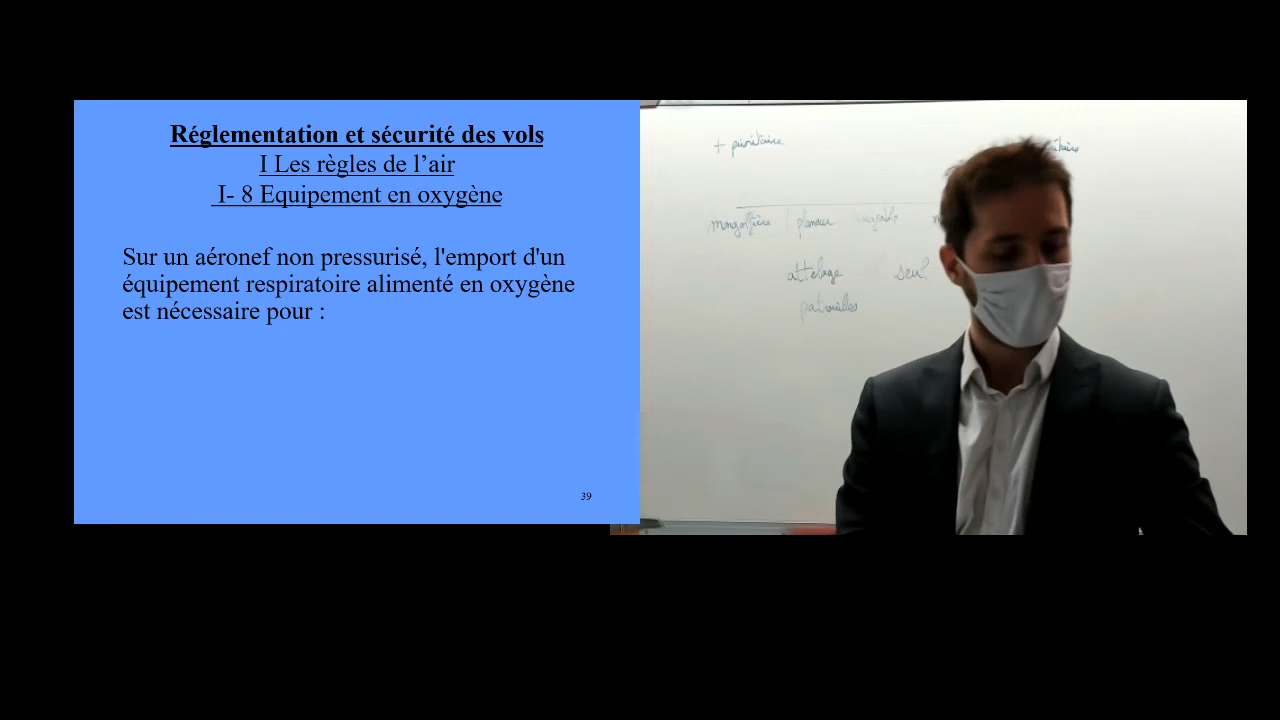 Réglementation et sécurité des vols
I Les règles de l’air
I- 8 Equipement en oxygène
Sur un aéronef non pressurisé, l'emport d'un
équipement respiratoire alimenté en oxygène
est nécessaire pour :
39
+ prioritaire
mongolfière planeur
attelage seul
patrouilles